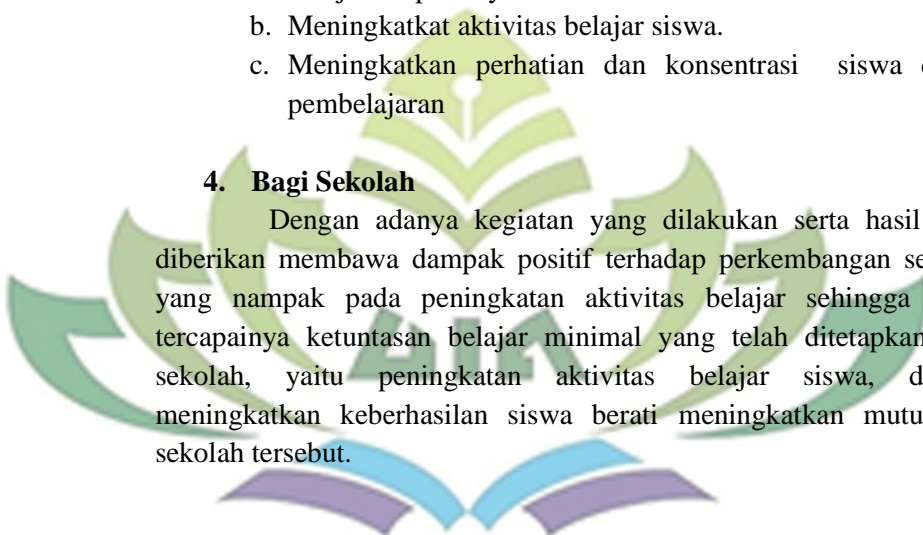 b. Meningkatkat aktivitas belajar siswa.
c. Meningkatkan perhatian dan konsentrasi siswa
pembelajaran
4. Bagi Sekolah
Dengan adanya kegiatan yang dilakukan serta hasil
diberikan membawa dampak positif terhadap perkembangan
yang nampak pada peningkatan aktivitas belajar sehingga
tercapainya ketuntasan belajar minimal yang telah ditetapkan
sekolah, yaitu peningkatan aktivitas belajar siswa,
meningkatkan keberhasilan siswa berati meningkatkan mutu
sekolah tersebut.